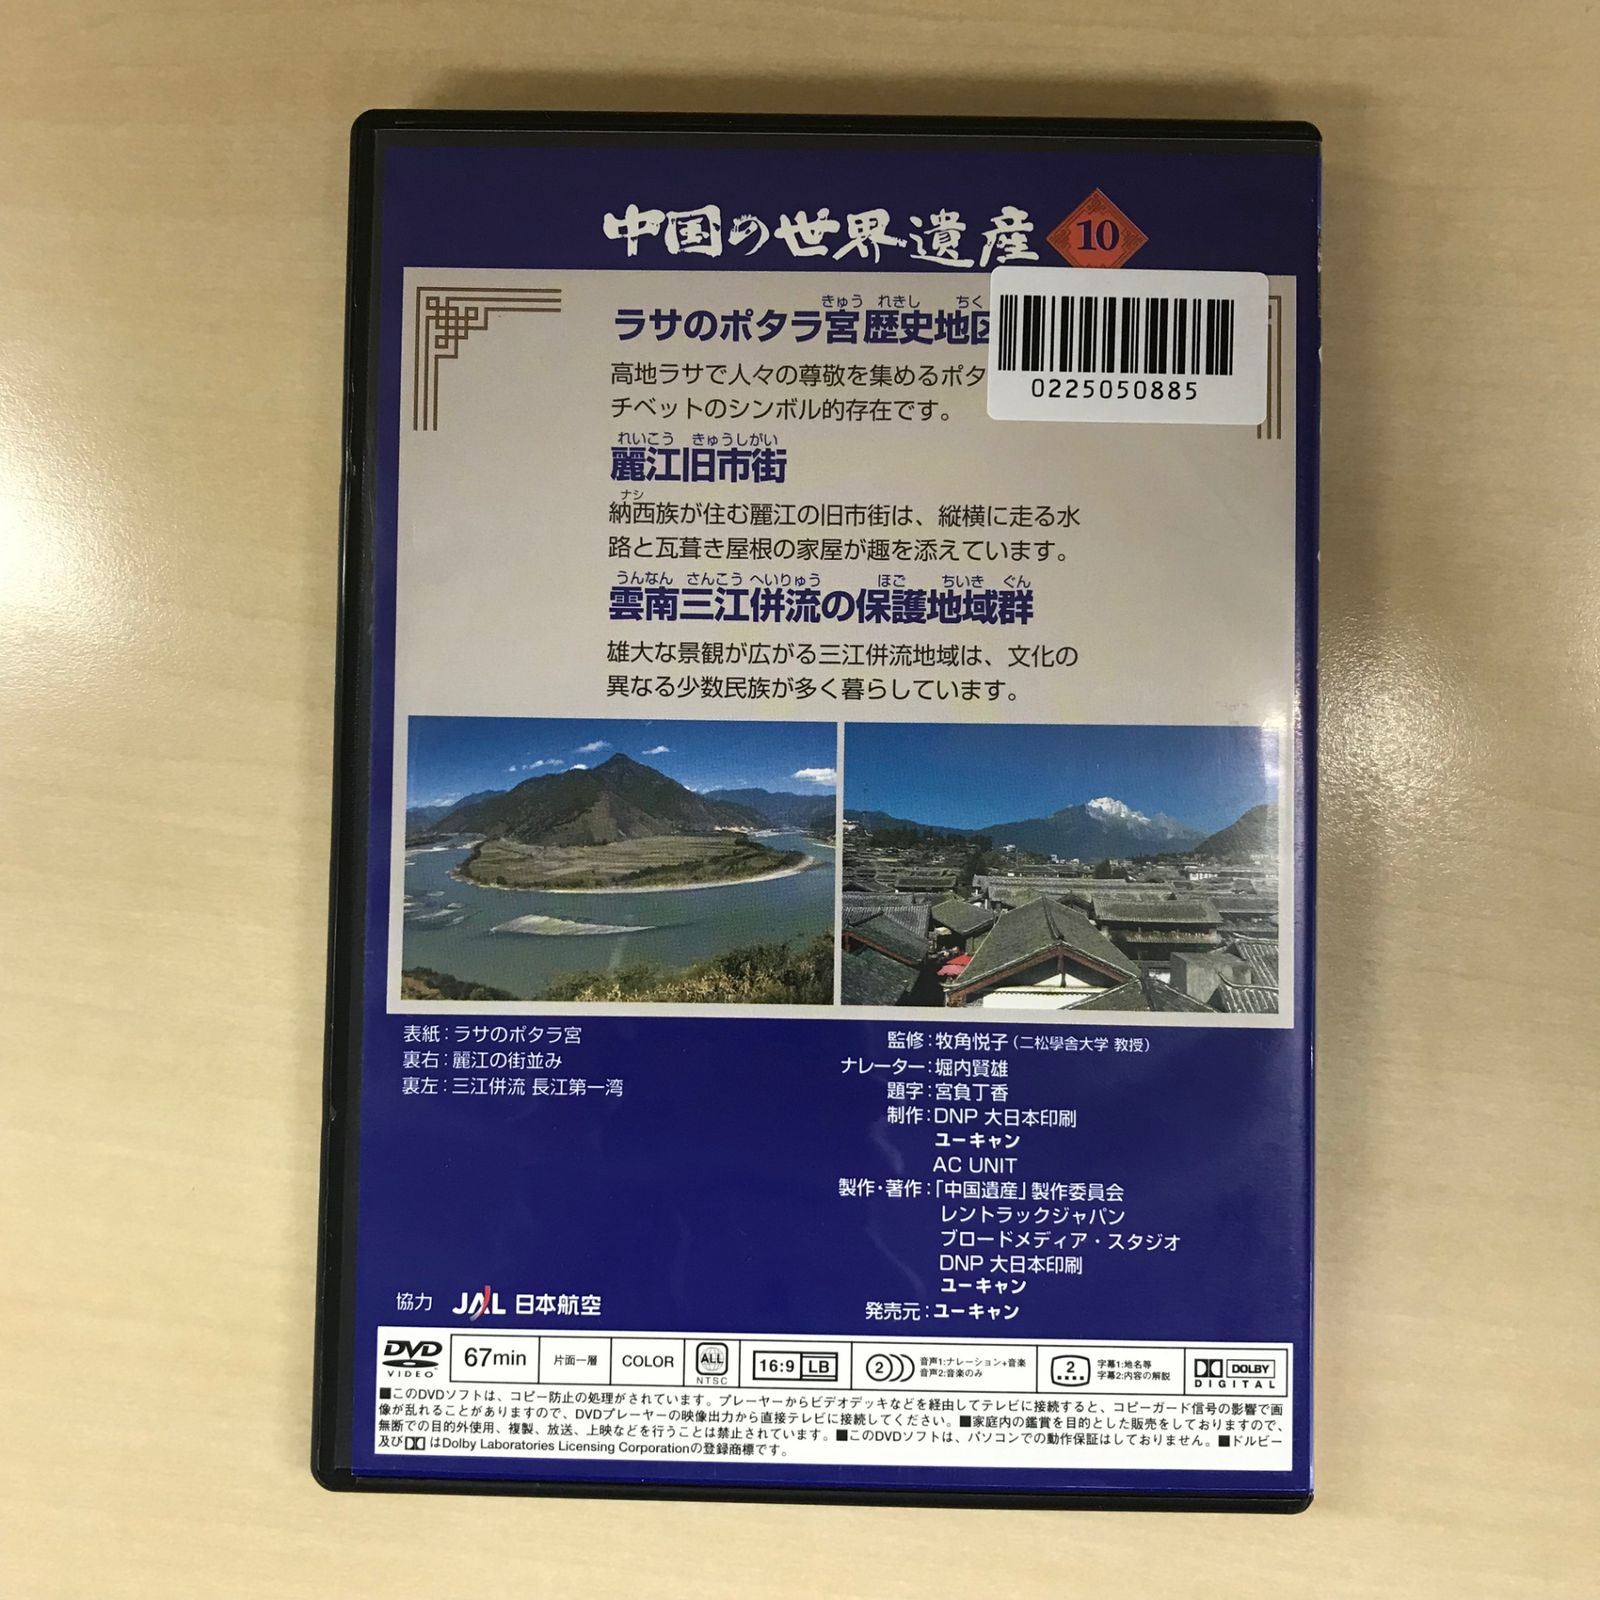 中国の世界遺産 10
きゅう れきし ちく
ラサのポタラ宮歴史地区
高地ラサで人々の尊敬を集めるポタ
チベットのシンボル的存在です。
0225050885
れいこう きゅうしがい
麗江旧市街
ナシ
納西族が住む麗江の旧市街は、縦横に走る水
路と瓦葺き屋根の家屋が趣を添えています。
うんなん さんこう へいりゅう ほご ちいき ぐん
雲南三江併流の保護地域群
雄大な景観が広がる三江併流地域は、文化の
異なる少数民族が多く暮らしています。
表紙:ラサのポタラ宮
裏右:麗江の街並み
裏左:三江併流 長江第一湾
監修:牧角悦子(二松學舎大学 教授)
ナレーター:堀内賢雄
題字:宮負丁香
制作:DNP 大日本印刷
ユーキャン
AC UNIT
製作・著作:「中国遺産」製作委員会
レントラックジャパン
ブロードメディア・スタジオ
DNP 大日本印刷
ユーキャン
発売元:ユーキャン
協力 JAL 日本航空
DVD VIDEO 67min 片面一層 COLOR ALL NTSC 16:9 LB 2 音声1:ナレーション+音楽 音声2:音楽のみ 2 字幕1:地名等 字幕2:内容の解説 DOLBY DIGITAL
■このDVDソフトは、コピー防止の処理がされています。プレーヤーからビデオデッキなどを経由してテレビに接続すると、コピーガード信号の影響で画
像が乱れることがありますので、DVDプレーヤーの映像出力から直接テレビに接続してください。■家庭内の鑑賞を目的とした販売をしておりますので、
無断での目的外使用、複製、放送、上映などを行うことは禁止されています。■このDVDソフトは、パソコンでの動作保証はしておりません。■ドルビー
及びはDolby Laboratories Licensing Corporationの登録商標です。